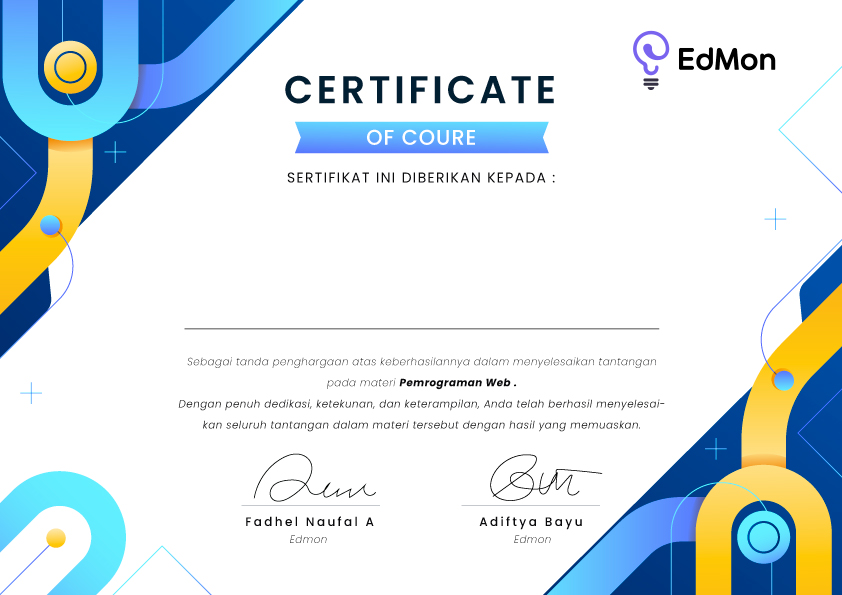 EdMon
CERTIFICATE
OF COURE
SERTIFIKAT INI DIBERIKAN KEPADA :
Sebagai tanda penghargaan atas keberhasilannya dalam menyelesaikan tantangan
pada materi Pemrograman Web .
Dengan penuh dedikasi, ketekunan, dan keterampilan, Anda telah berhasil menyelesai-
kan seluruh tantangan dalam materi tersebut dengan hasil yang memuaskan.
Fadhel Naufal A
Edmon
Adiftya Bayu
Edmon